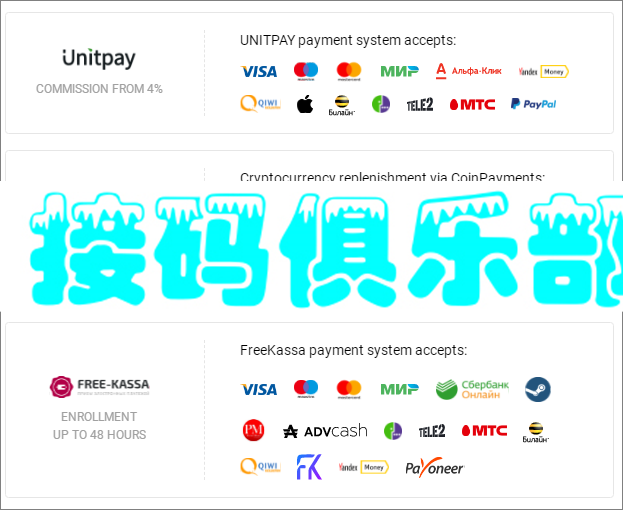 Unitpay
COMMISSION FROM 4%
UNITPAY payment system accepts:
VISA mastercard МИР А Альфа-Клик Yandex Money
QIWI Билайн TELE2 МТС PayPal
Cryptocurrency replenishment via CoinPayments:
接码俱乐部
FREE-KASSA
ENROLLMENT
UP TO 48 HOURS
FreeKassa payment system accepts:
VISA mastercard МИР Сбербанк Онлайн
PM ADVcash TELE2 МТС Билайн
QIWI FK Yandex Money Payoneer